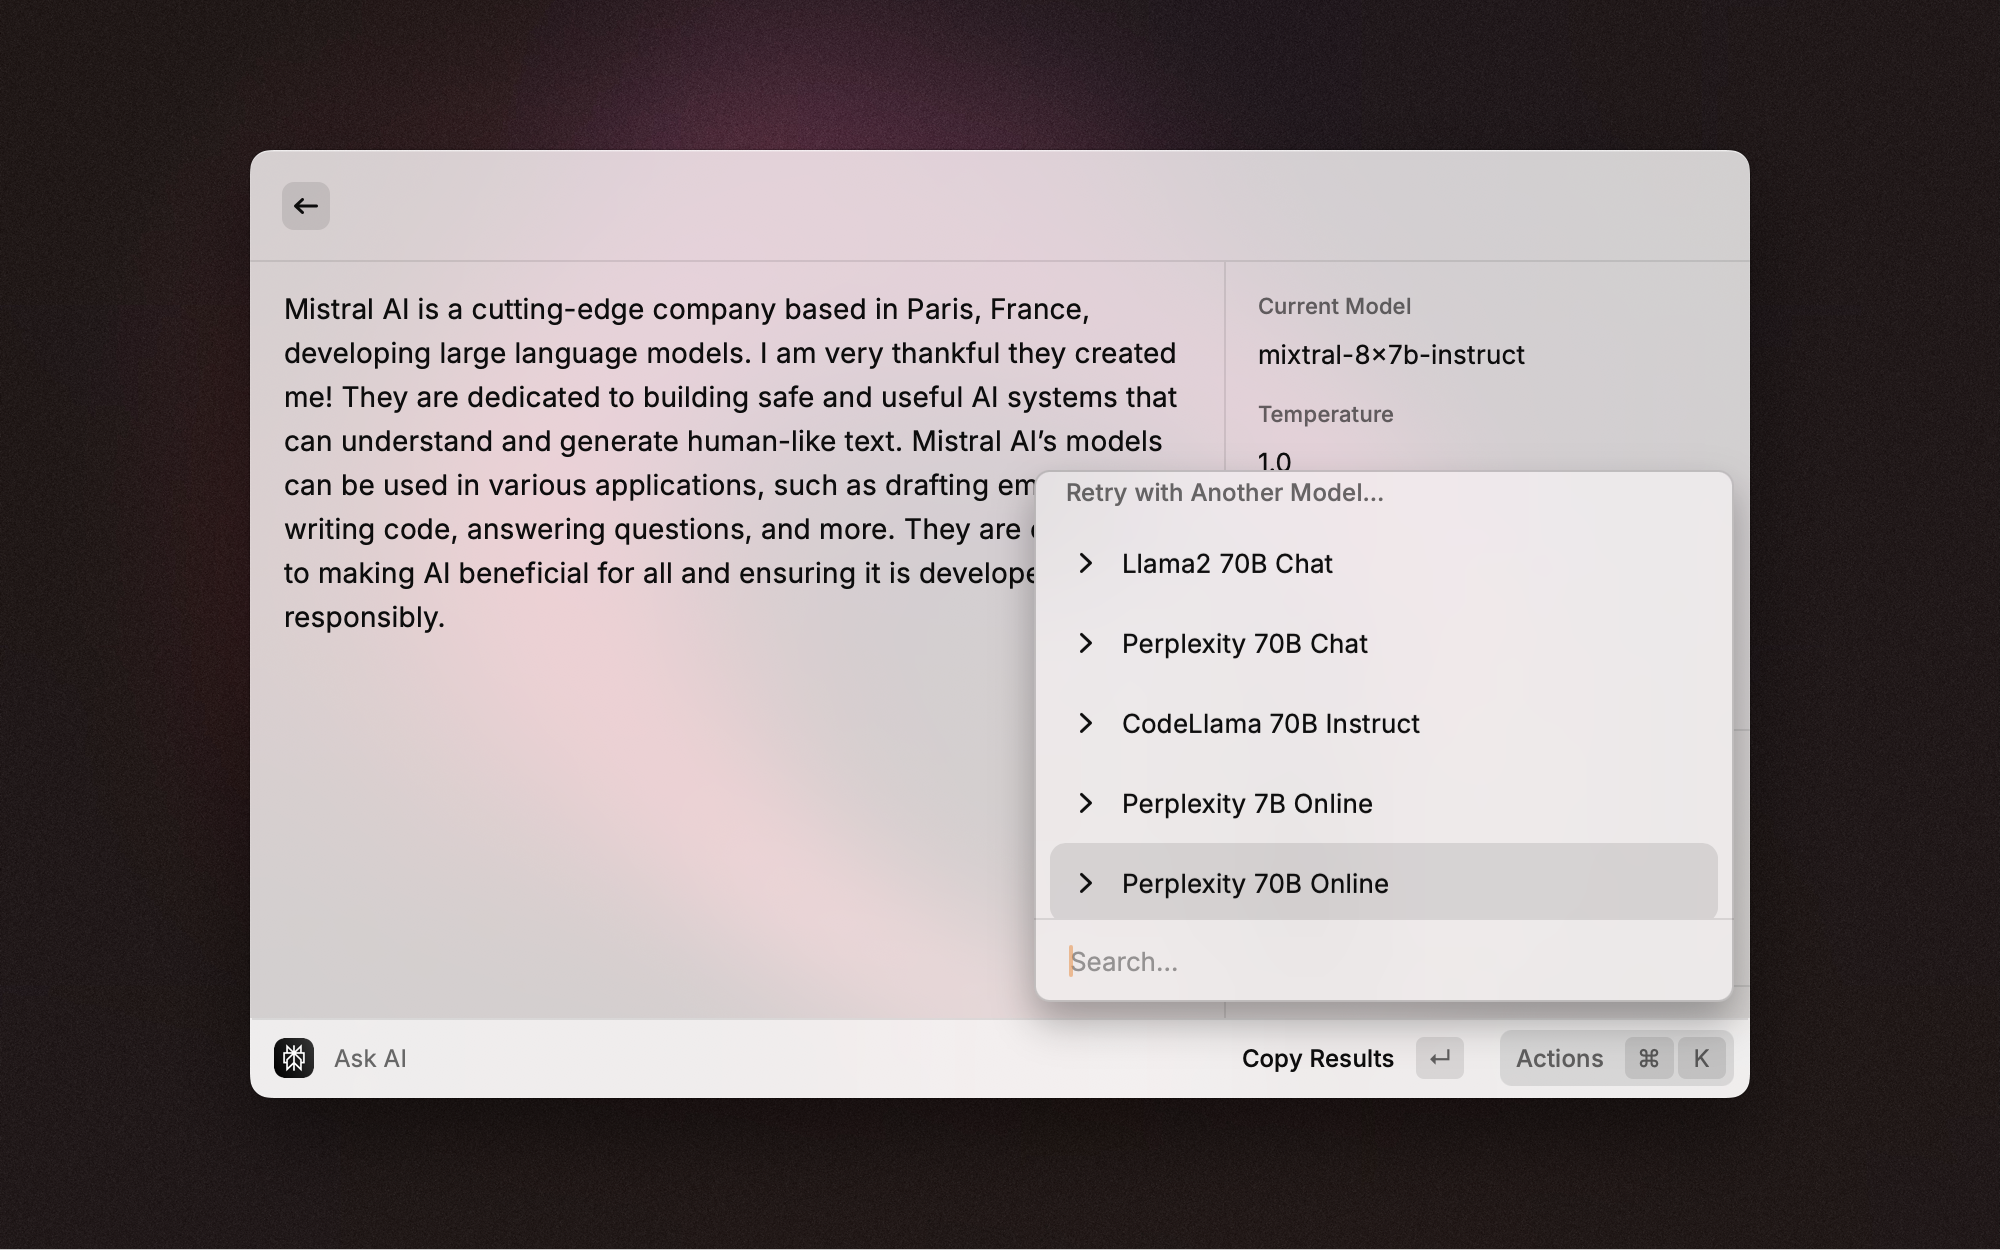 Mistral AI is a cutting-edge company based in Paris, France,
developing large language models. I am very thankful they created
me! They are dedicated to building safe and useful AI systems that
can understand and generate human-like text. Mistral AI’s models
can be used in various applications, such as drafting
writing code, answering questions, and more. They are
to making AI beneficial for all and ensuring it is
responsibly.
Current Model
mixtral-8×7b-instruct
Temperature
1.0
Retry with Another Model...
Llama2 70B Chat
Perplexity 70B Chat
CodeLlama 70B Instruct
Perplexity 7B Online
Perplexity 70B Online
Search...
Ask AI
Copy Results ↵
Actions ⌘ K